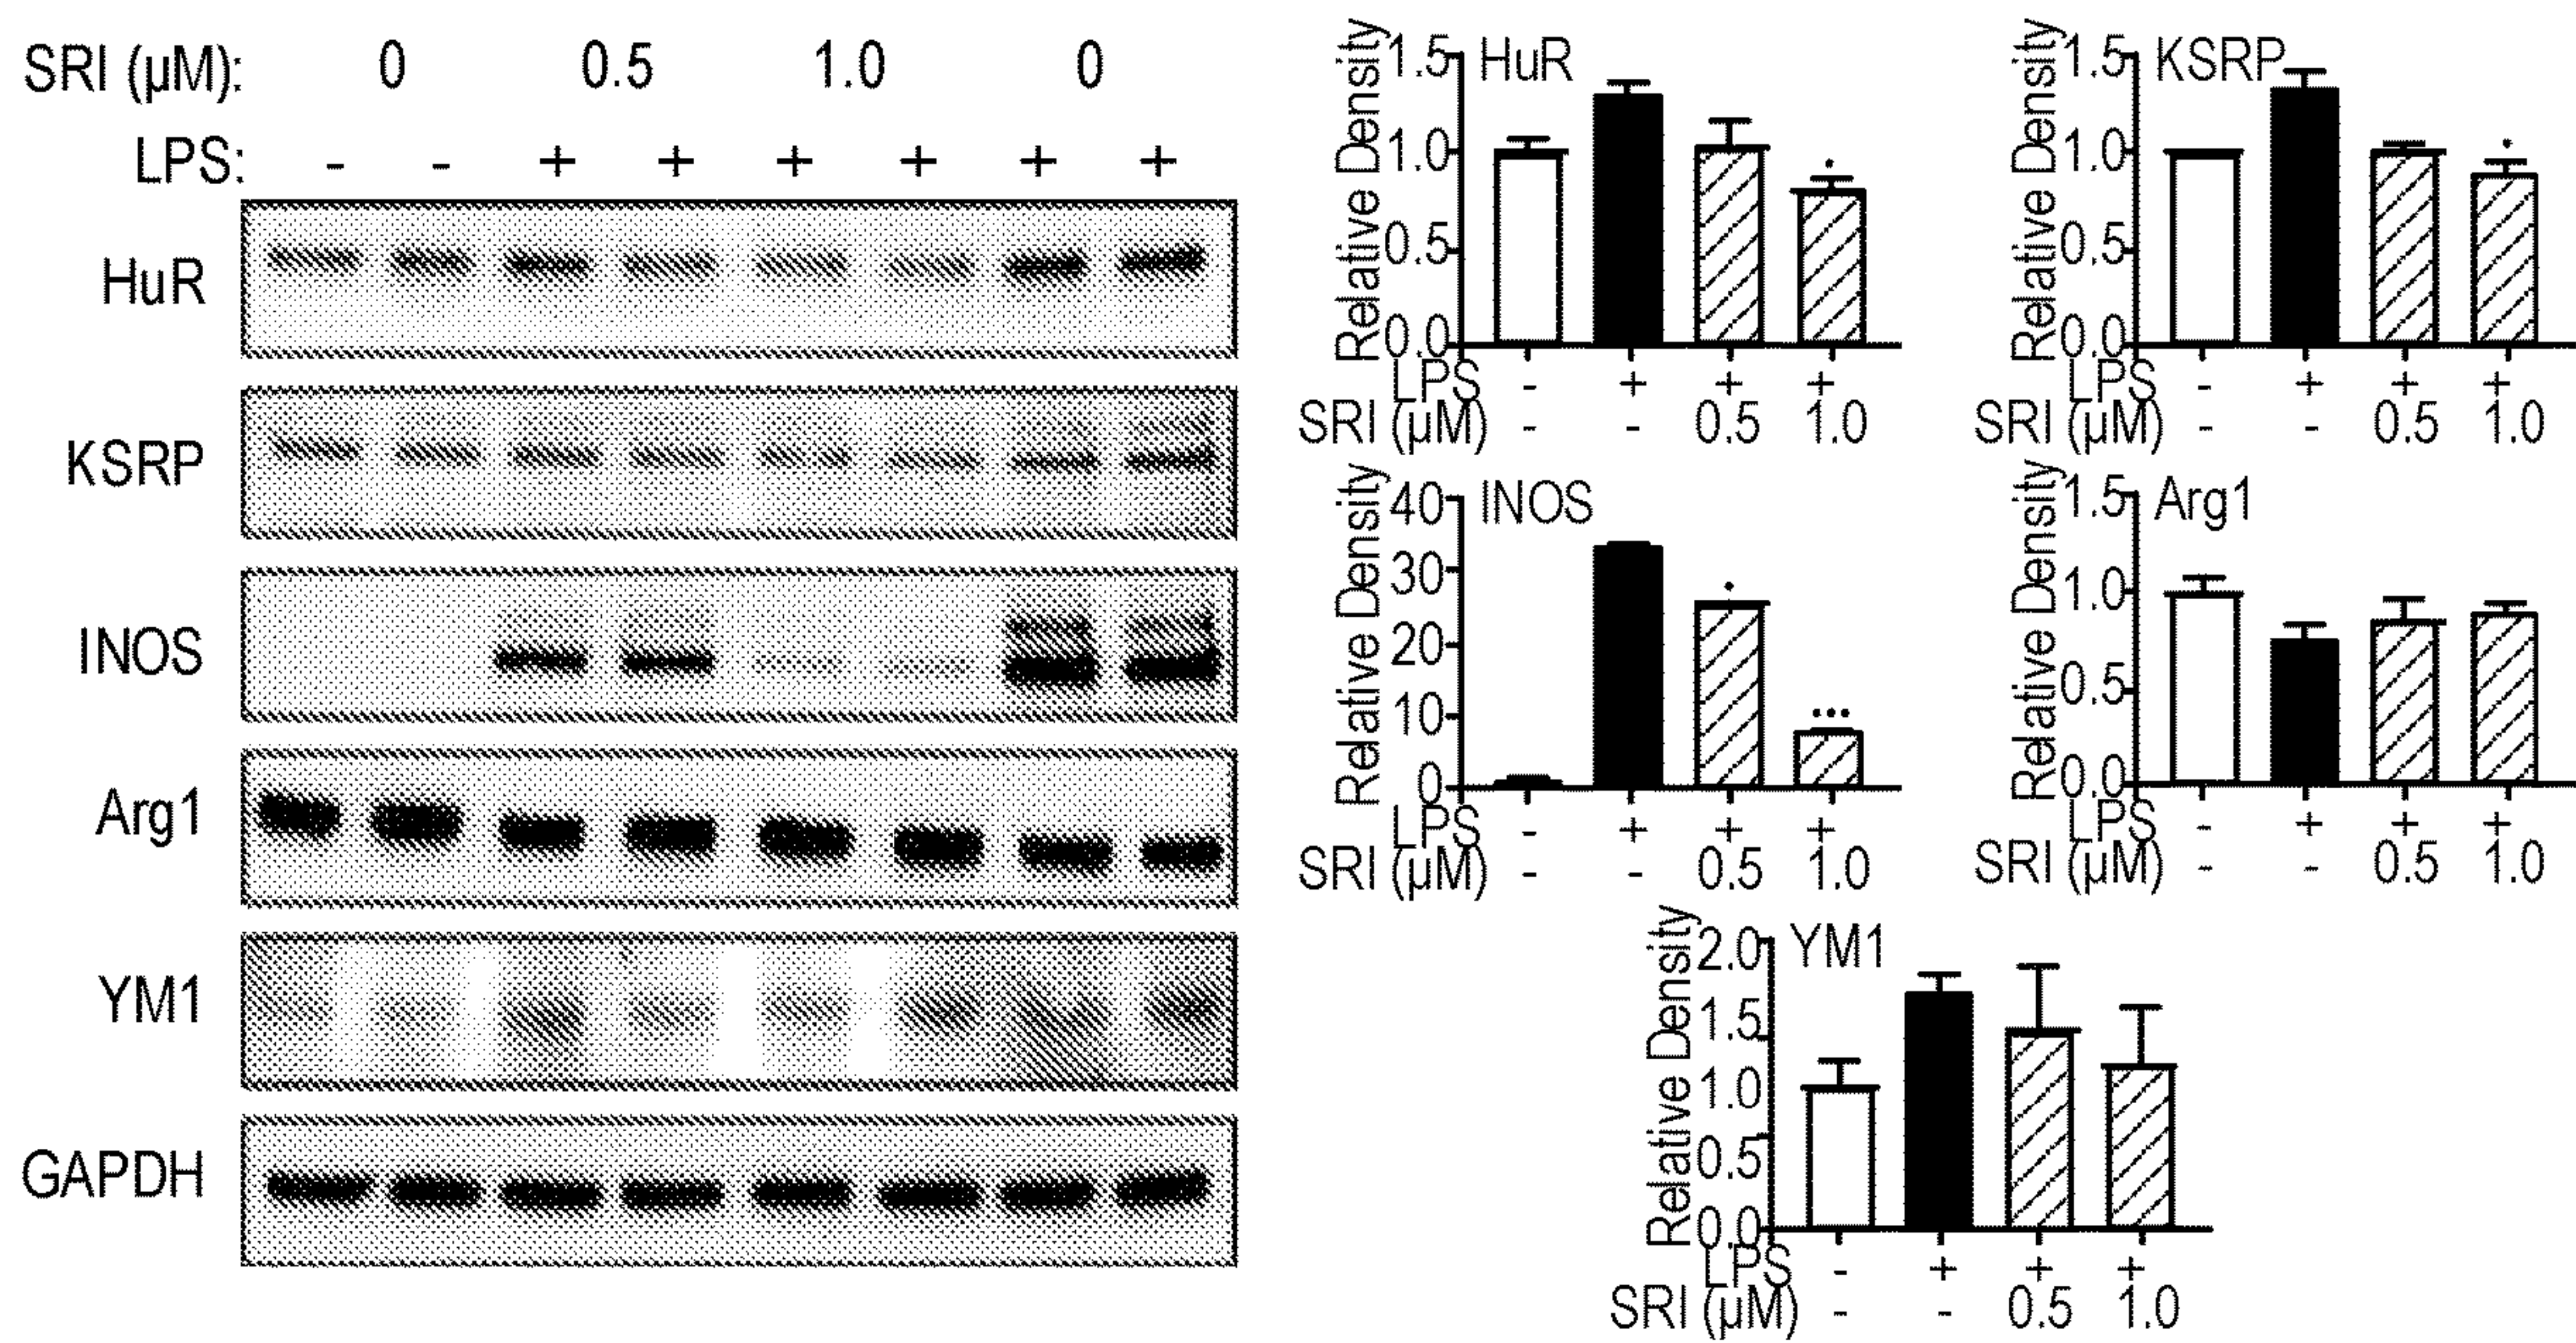 SRI (µM): 0 0.5 1.0 0
LPS: - - + + + + + +
HuR
KSRP
INOS
Arg1
YM1
GAPDH
HuR
Relative Density
1.5
1.0
0.5
0.0
LPS - + + +
SRI (µM) - - 0.5 1.0
KSRP
Relative Density
1.5
1.0
0.5
0.0
LPS - + + +
SRI (µM) - - 0.5 1.0
INOS
Relative Density
40
30
20
10
0
LPS - + + +
SRI (µM) - - 0.5 1.0
Arg1
Relative Density
1.5
1.0
0.5
0.0
LPS - + + +
SRI (µM) - - 0.5 1.0
YM1
Relative Density
2.0
1.5
1.0
0.5
0.0
LPS - + + +
SRI (µM) - - 0.5 1.0